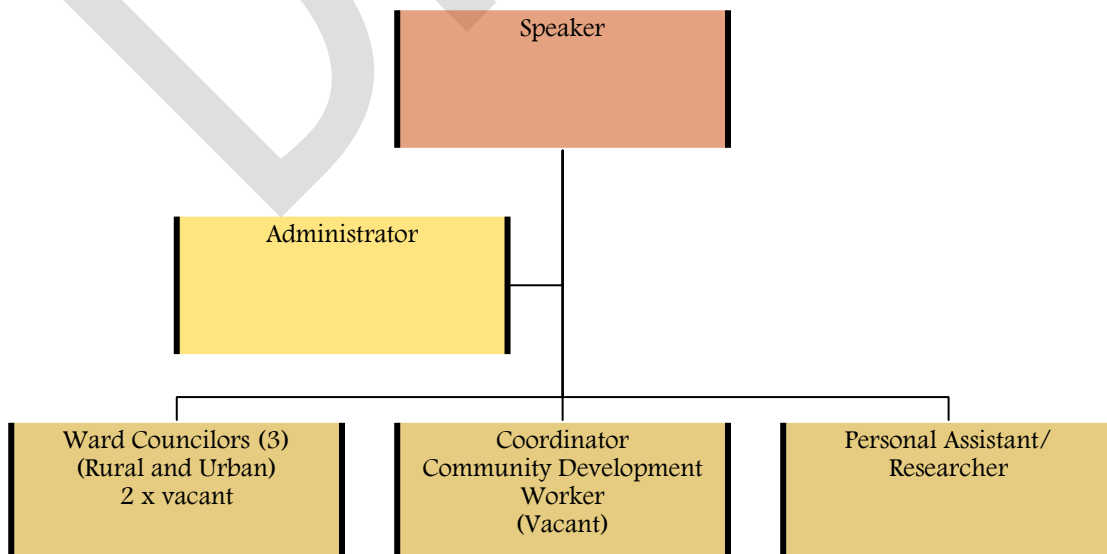 Speaker
Administrator
Ward Councilors (3)
(Rural and Urban)
2 x vacant
Coordinator
Community Development
Worker
(Vacant)
Personal Assistant/
Researcher